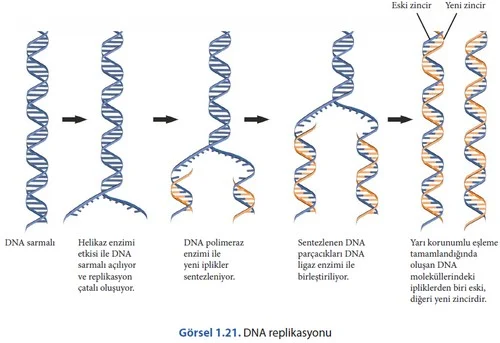 Eski zincir Yeni zincir
DNA sarmalı
Helikaz enzimi
etkisi ile DNA
sarmalı açılıyor
ve replikasyon
çatalı oluşuyor.
DNA polimeraz
enzimi ile
yeni iplikler
sentezleniyor.
Sentezlenen DNA
parçacıkları DNA
ligaz enzimi ile
birleştiriliyor.
Yarı korunumlu eşleme
tamamlandığında
oluşan DNA
moleküllerindeki
ipliklerden biri eski,
diğeri yeni zincirdir.
Görsel 1.21. DNA replikasyonu